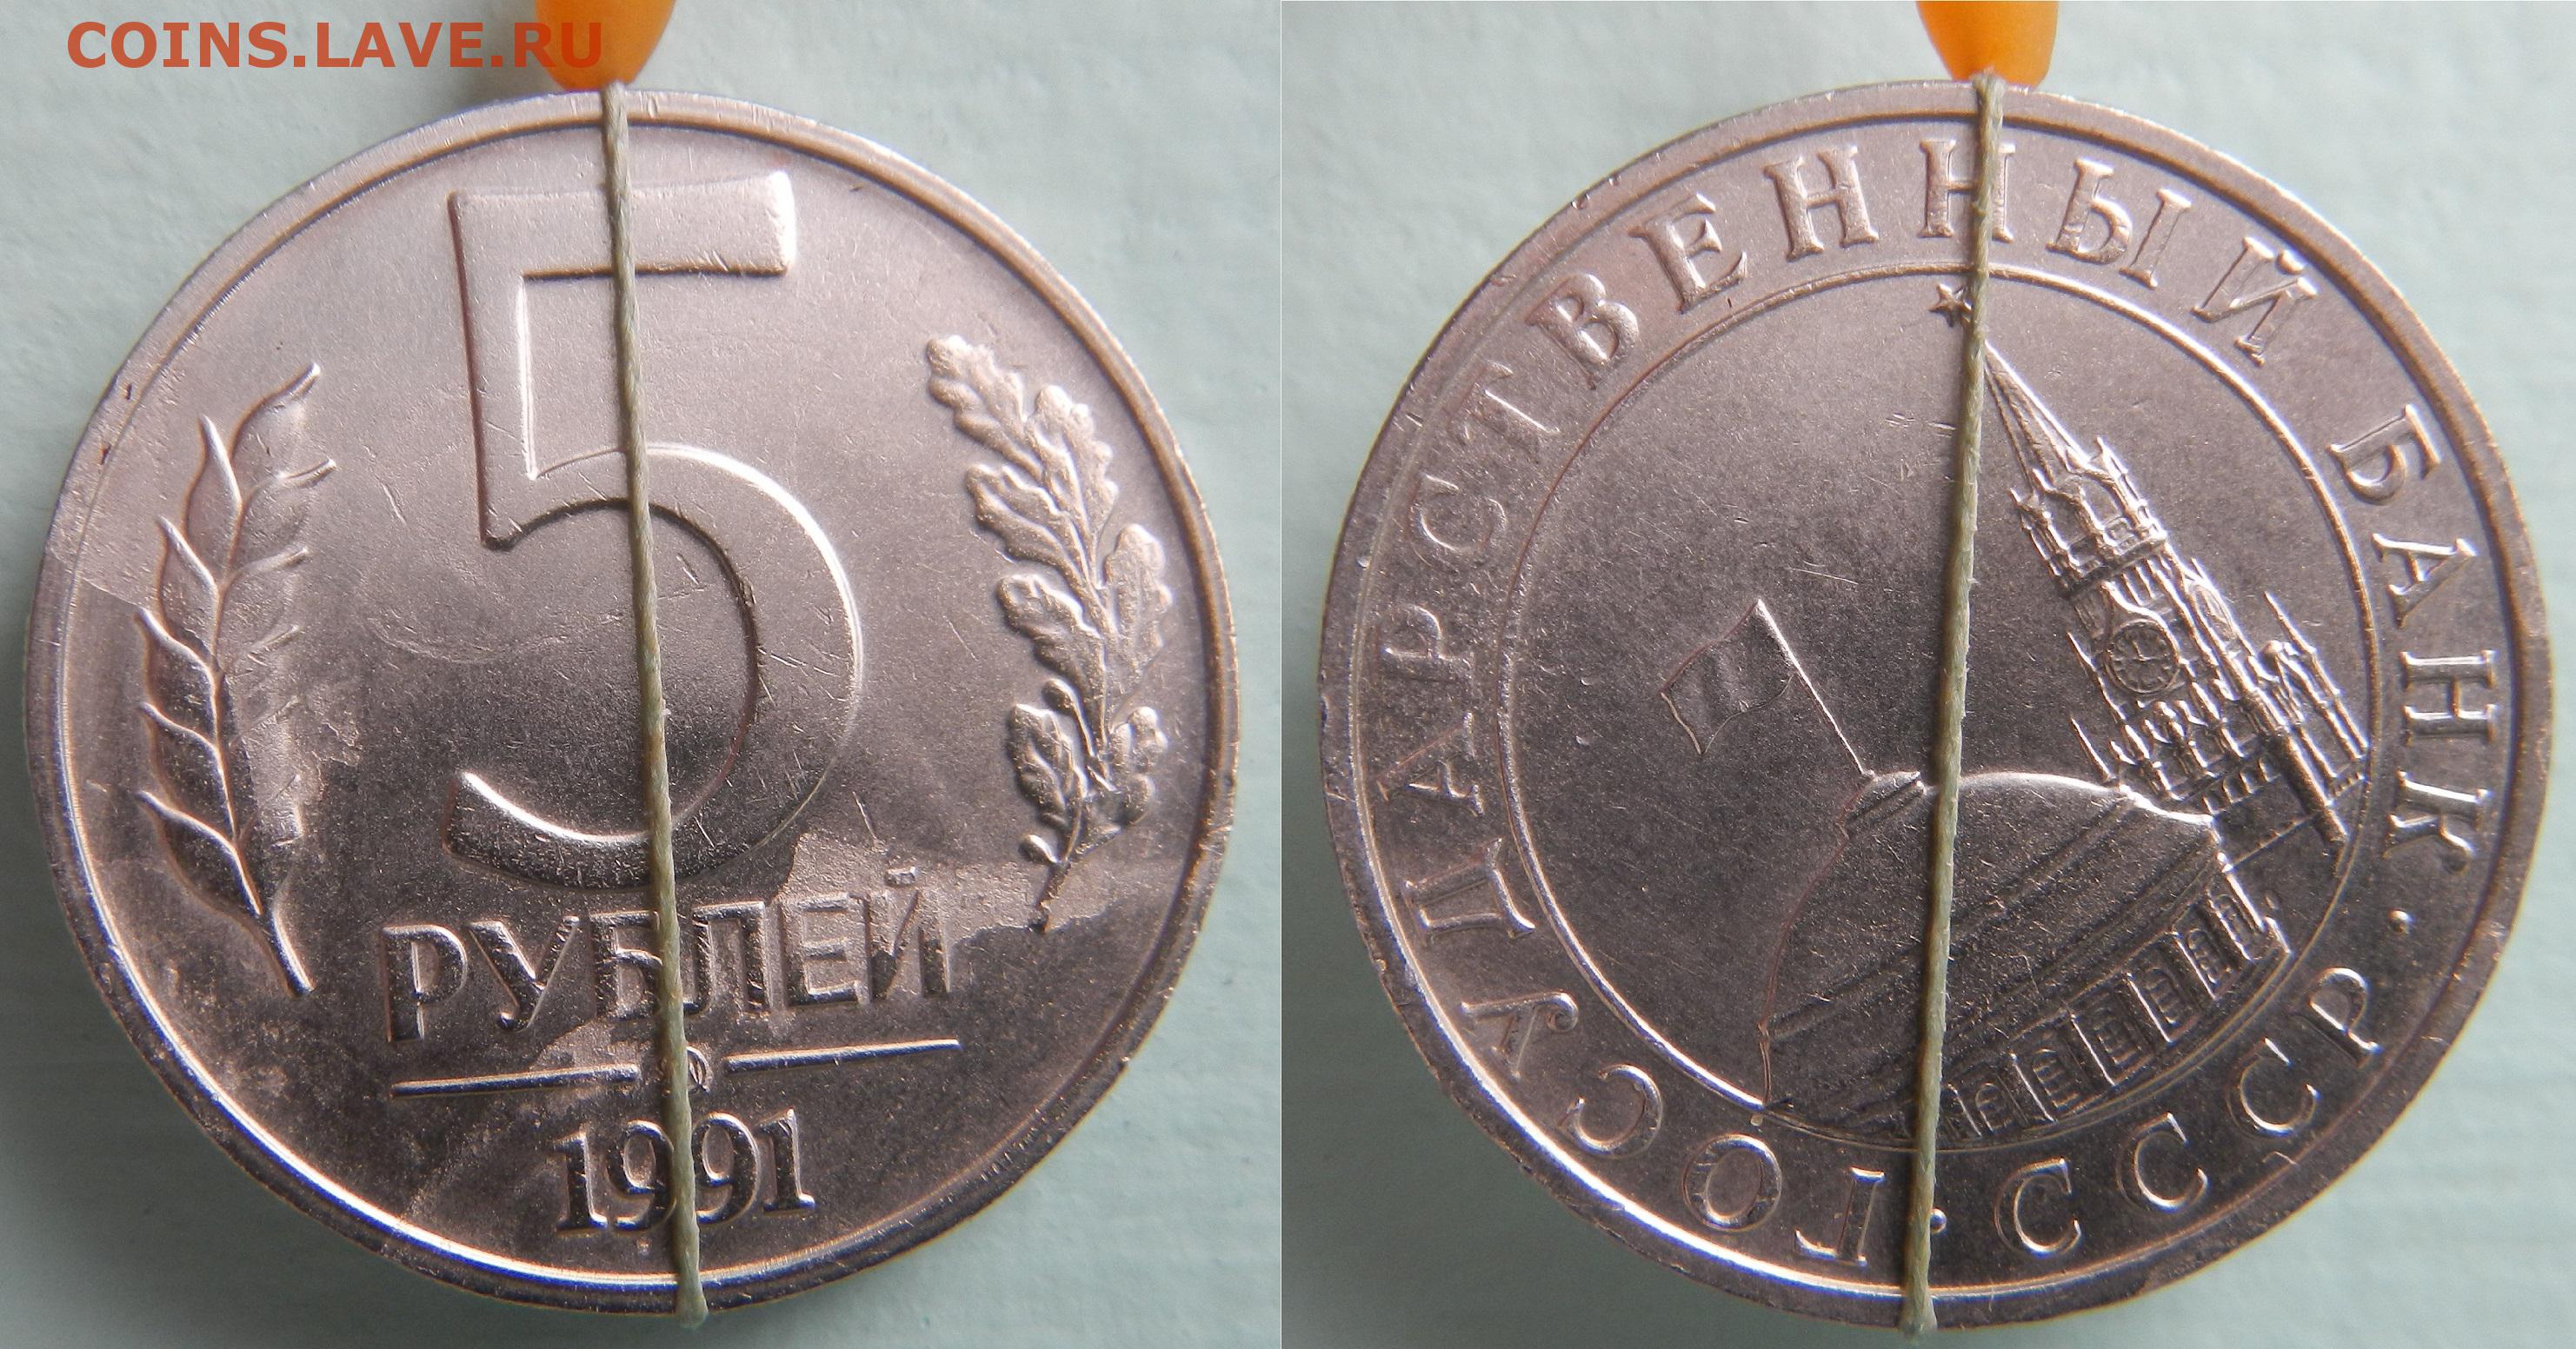 COINS.LAVE.RU
5
РУБЛЕЙ
1991
ГОСУДАРСТВЕННЫЙ БАНК · СССР ·